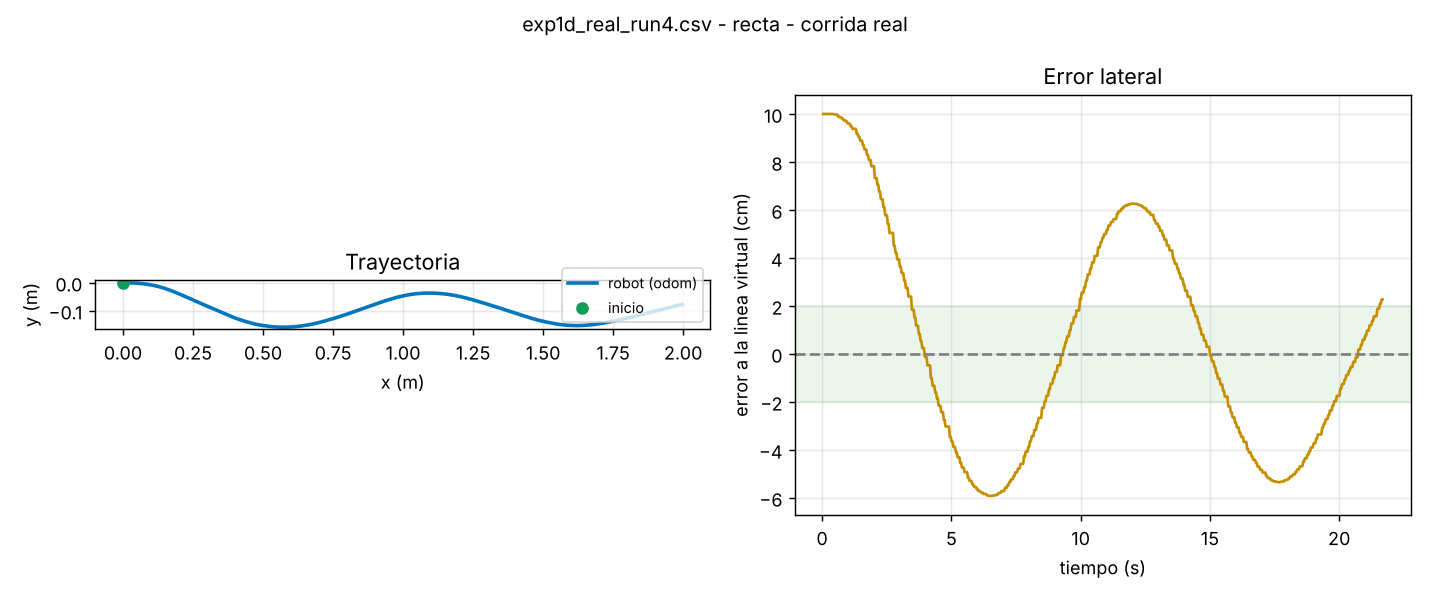 exp1d_real_run4.csv - recta - corrida real
Trayectoria
y (m)
0.0
−0.1
robot (odom)
inicio
0.00 0.25 0.50 0.75 1.00 1.25 1.50 1.75 2.00
x (m)
Error lateral
error a la linea virtual (cm)
10
8
6
4
2
0
−2
−4
−6
0 5 10 15 20
tiempo (s)